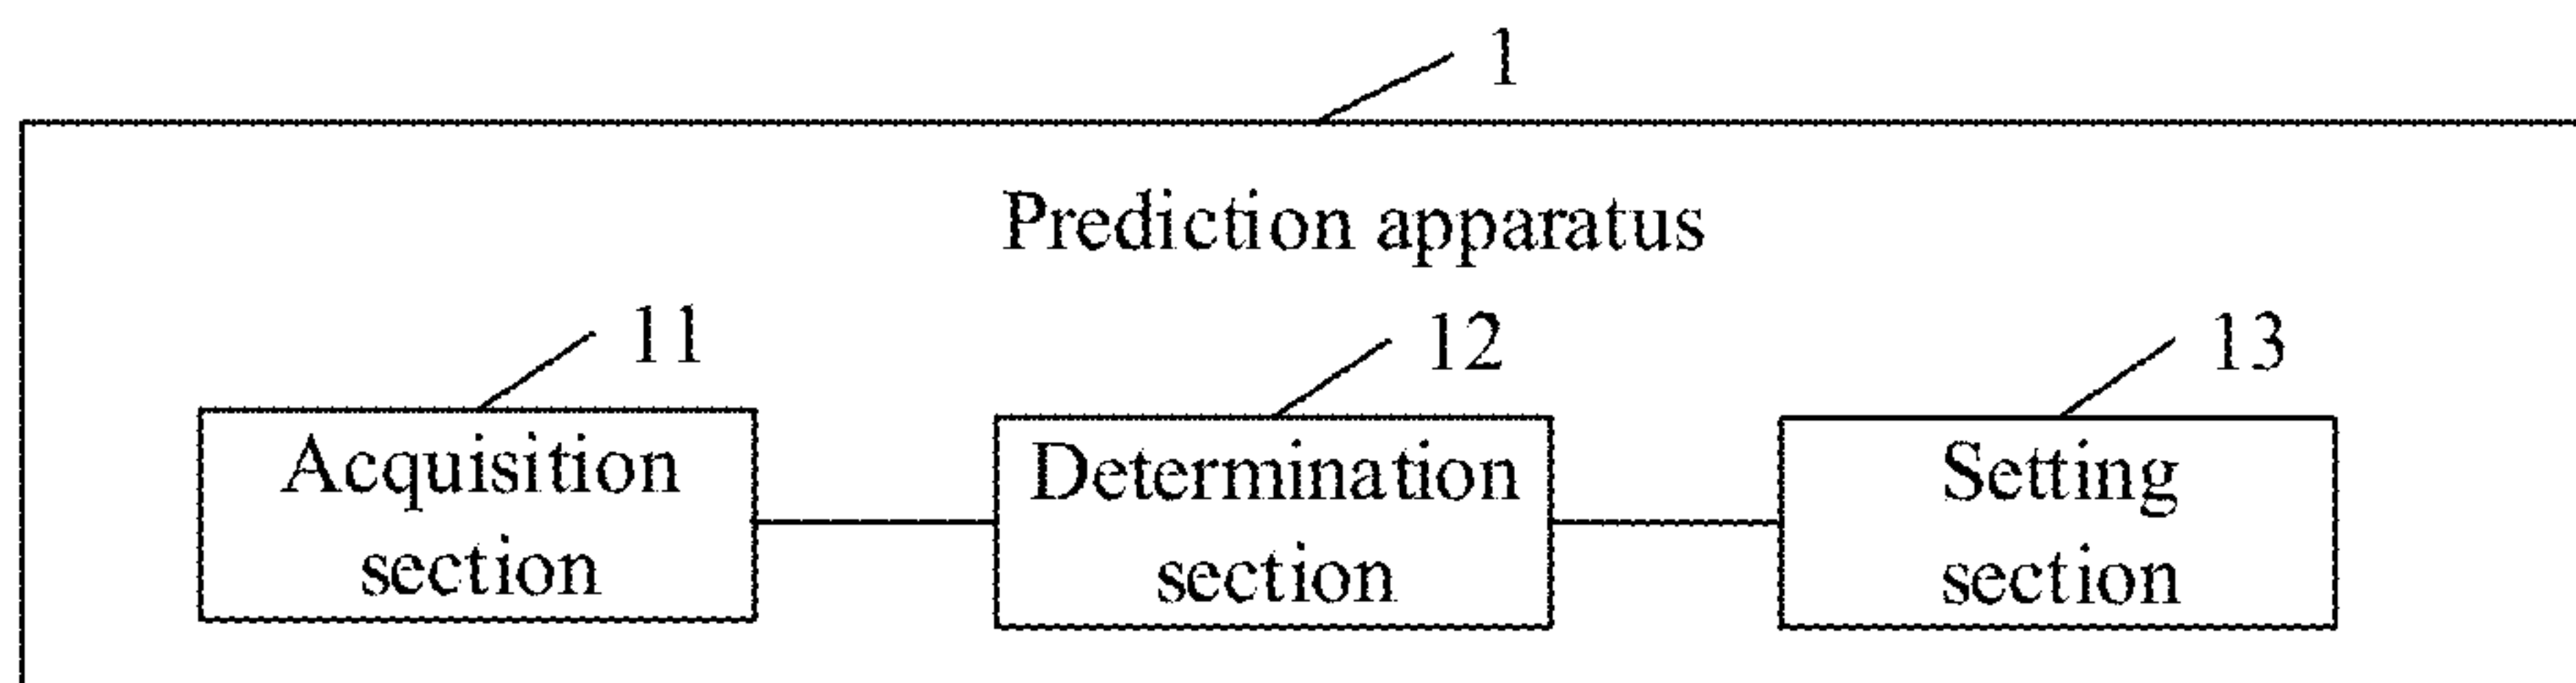 1
Prediction apparatus
11
12
13
Acquisition
section
Determination
section
Setting
section